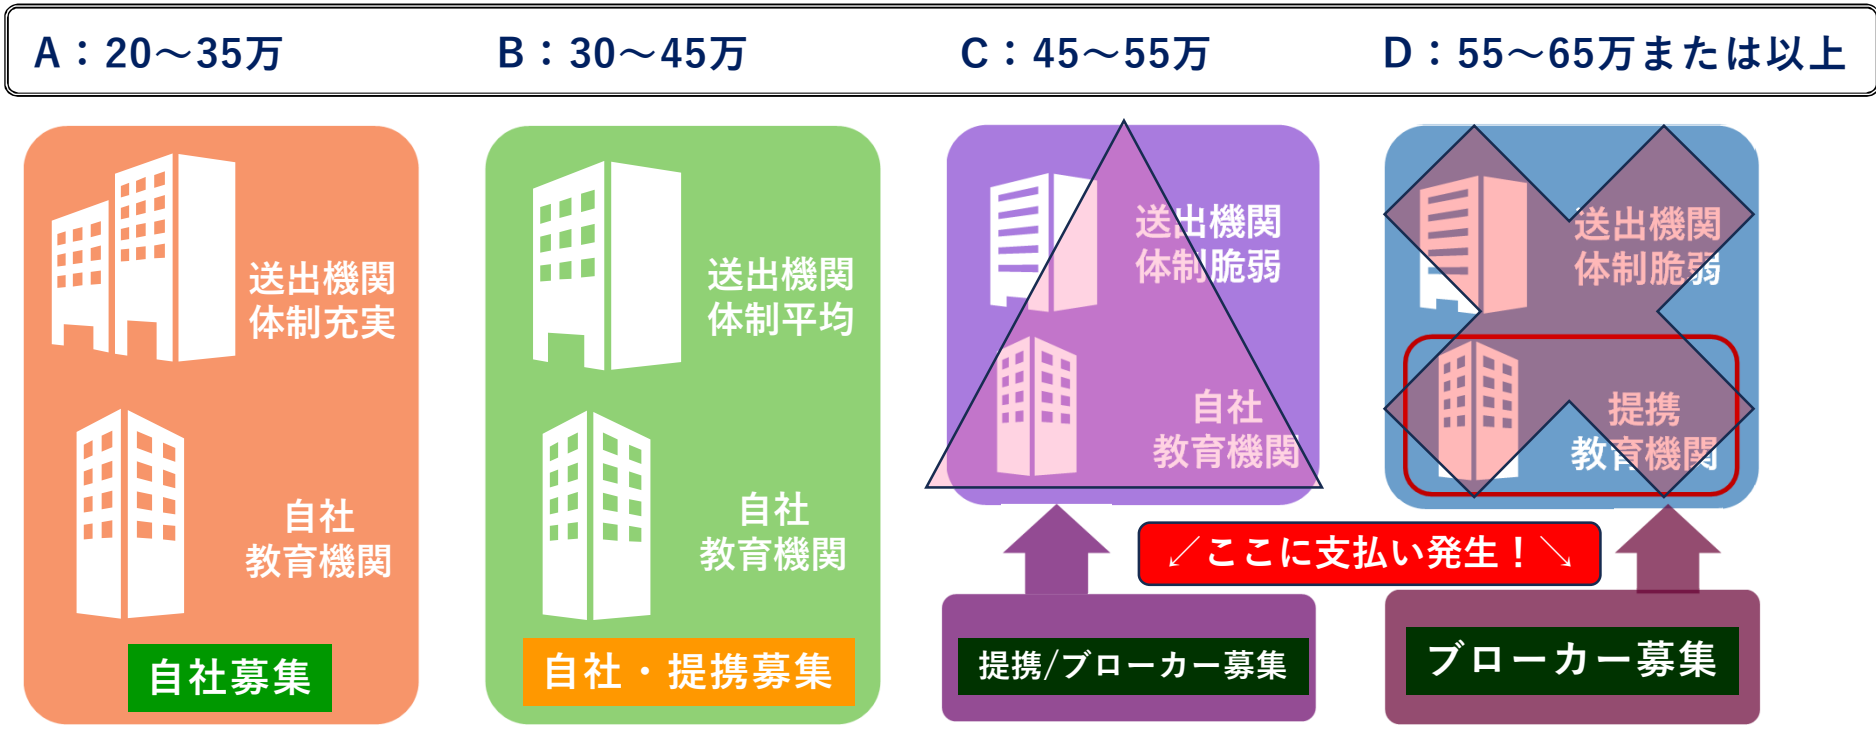 A：20～35万
B：30～45万
C：45～55万
D：55～65万または以上
送出機関
体制充実
自社
教育機関
自社募集
送出機関
体制平均
自社
教育機関
自社・提携募集
送出機関
体制脆弱
自社
教育機関
提携/ブローカー募集
送出機関
体制脆弱
提携
教育機関
ブローカー募集
↙ここに支払い発生！↘